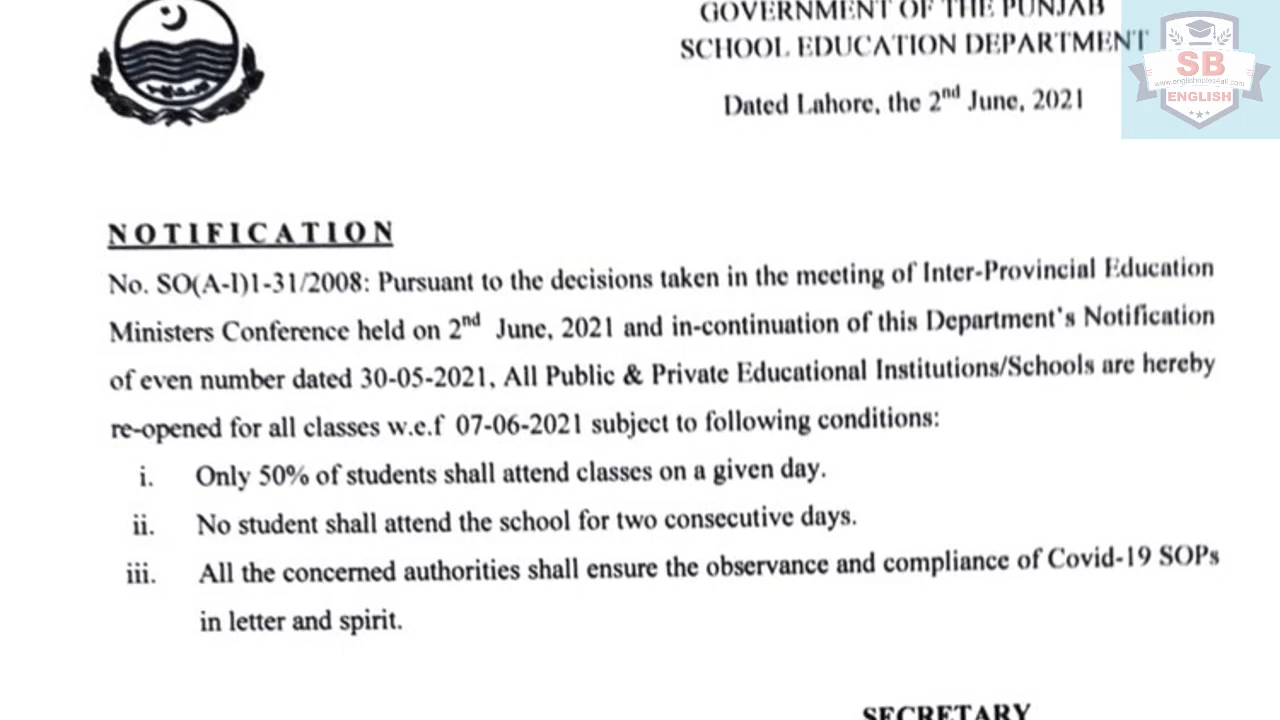 GOVERNMENT OF THE PUNJAB
SCHOOL EDUCATION DEPARTMENT
Dated Lahore, the 2nd June, 2021
SB
www.englishnotes4all.com
ENGLISH
NOTIFICATION
No. SO(A-I)1-31/2008: Pursuant to the decisions taken in the meeting of Inter-Provincial Education
Ministers Conference held on 2nd June, 2021 and in-continuation of this Department's Notification
of even number dated 30-05-2021, All Public & Private Educational Institutions/Schools are hereby
re-opened for all classes w.e.f 07-06-2021 subject to following conditions:
i. Only 50% of students shall attend classes on a given day.
ii. No student shall attend the school for two consecutive days.
iii. All the concerned authorities shall ensure the observance and compliance of Covid-19 SOPs
in letter and spirit.
SECRETARY